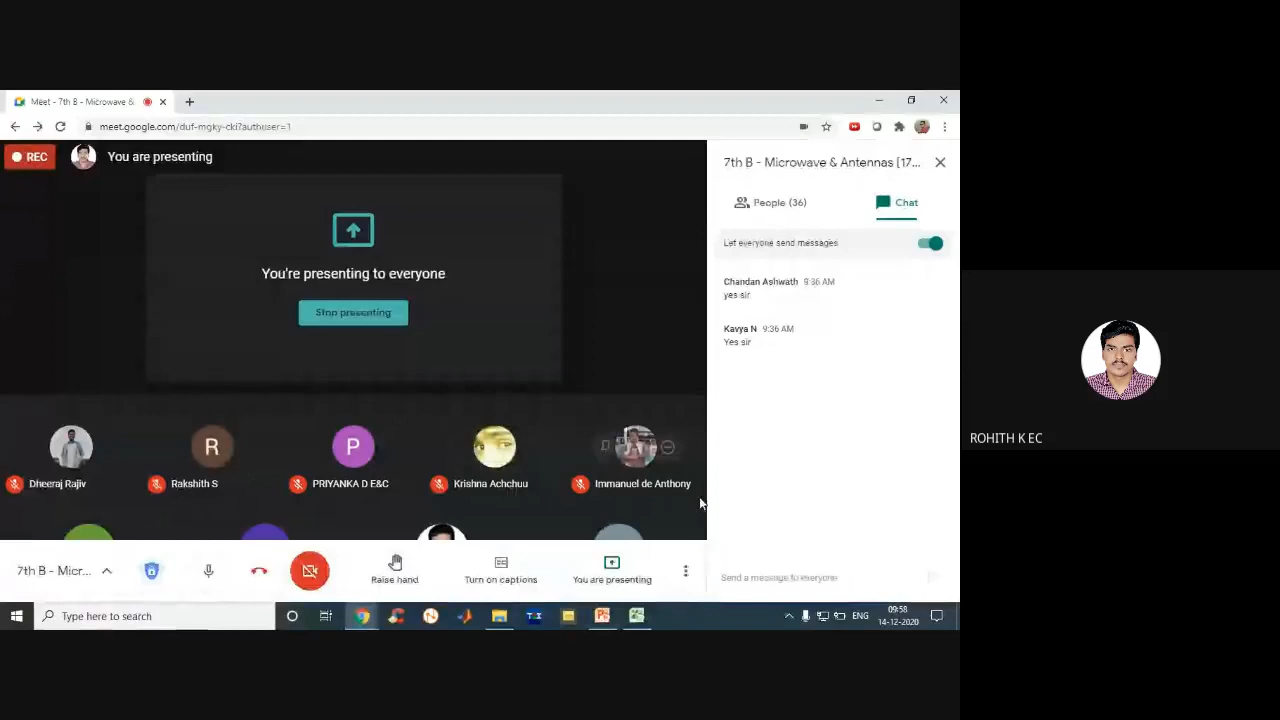 Meet - 7th B - Microwave &
meet.google.com/duf-mgky-cki?authuser=1
REC
You are presenting
7th B - Microwave & Antennas [17...
People (36)
Chat
Let everyone send messages
Chandan Ashwath 9:36 AM
yes sir
Kavya N 9:36 AM
Yes sir
You're presenting to everyone
Stop presenting
R
P
Dheeraj Rajiv
Rakshith S
PRIYANKA D E&C
Krishna Achchuu
Immanuel de Anthony
ROHITH K EC
Send a message to everyone
7th B - Micr...
Raise hand
Turn on captions
You are presenting
Type here to search
ENG
09:58
14-12-2020